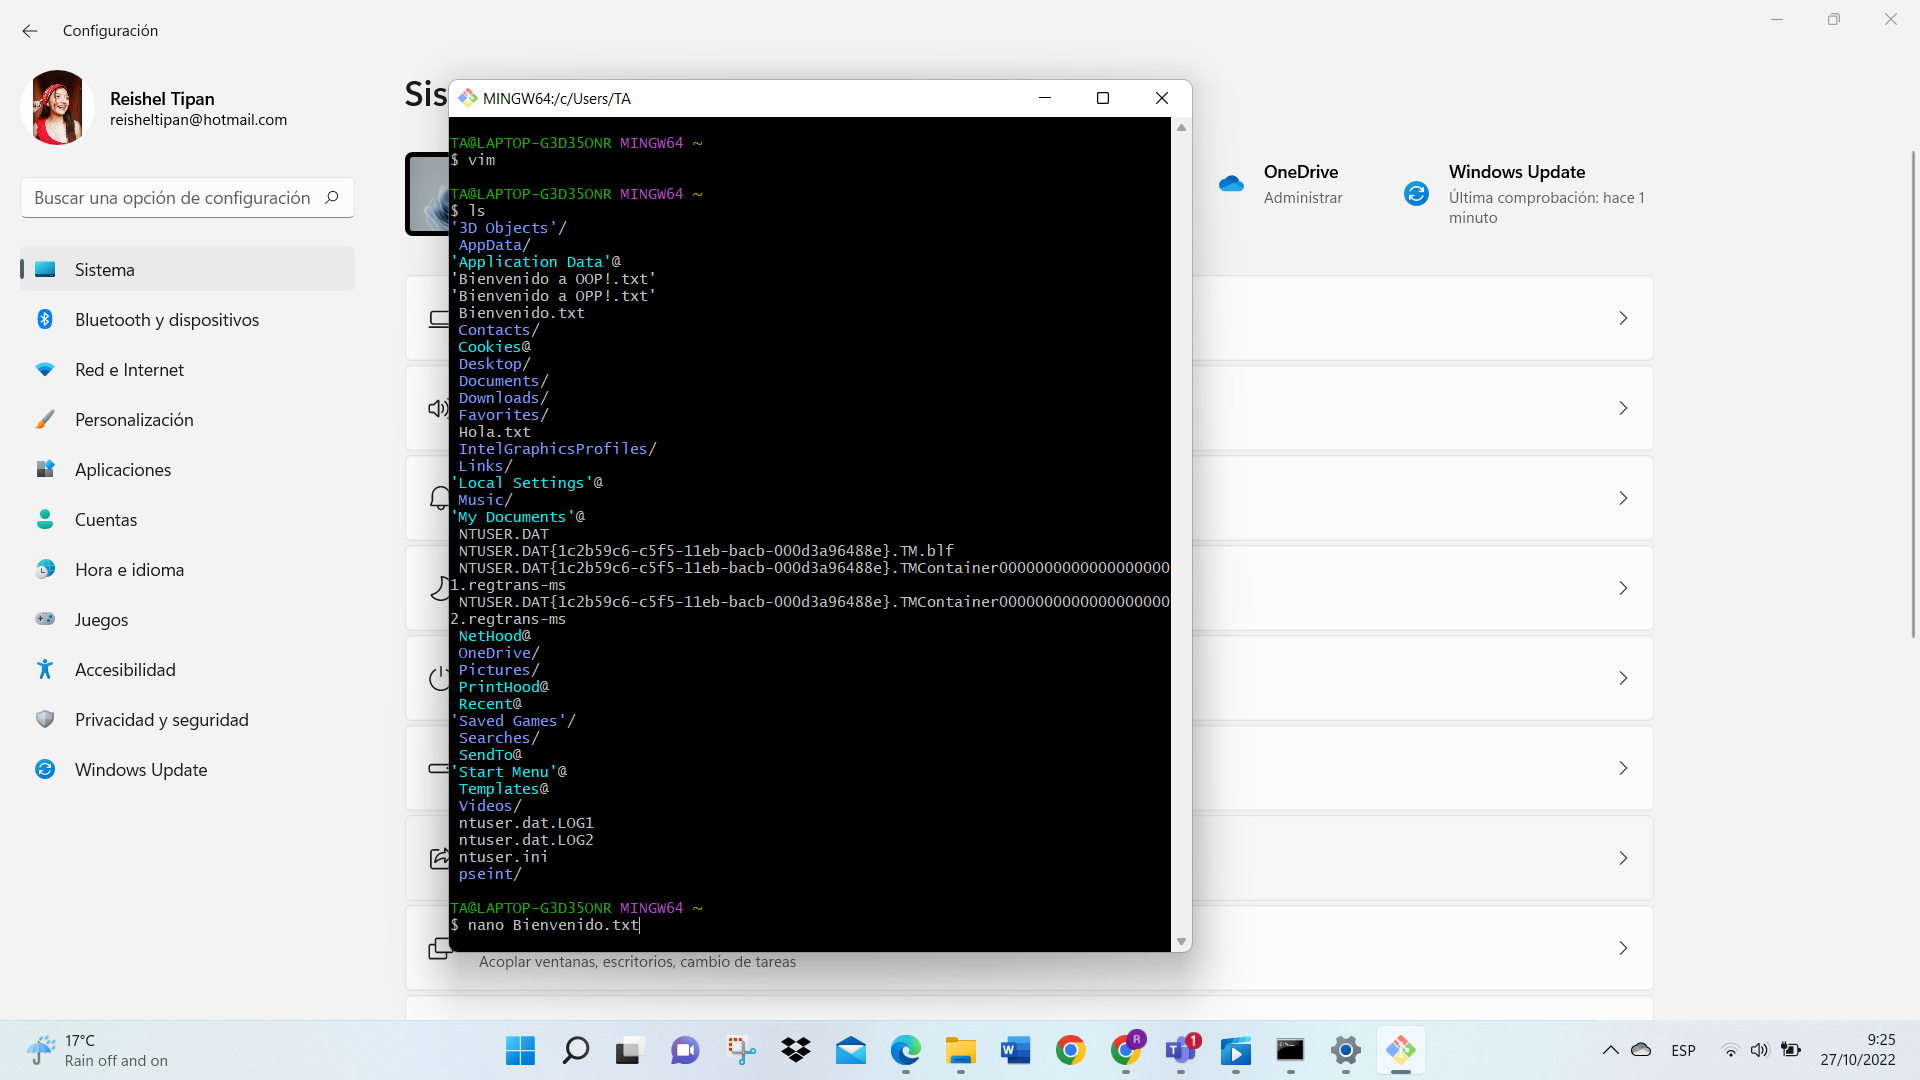 Configuración
Reishel Tipan
reisheltipan@hotmail.com
Buscar una opción de configuración
Sistema
Bluetooth y dispositivos
Red e Internet
Personalización
Aplicaciones
Cuentas
Hora e idioma
Juegos
Accesibilidad
Privacidad y seguridad
Windows Update
Sis
OneDrive
Administrar
Windows Update
Última comprobación: hace 1
minuto
MINGW64:/c/Users/TA
TA@LAPTOP-G3D35ONR MINGW64 ~
$ vim
TA@LAPTOP-G3D35ONR MINGW64 ~
$ ls
'3D Objects'/
AppData/
'Application Data'@
'Bienvenido a OOP!.txt'
'Bienvenido a OPP!.txt'
Bienvenido.txt
Contacts/
Cookies@
Desktop/
Documents/
Downloads/
Favorites/
Hola.txt
IntelGraphicsProfiles/
Links/
'Local Settings'@
Music/
'My Documents'@
NTUSER.DAT
NTUSER.DAT{1c2b59c6-c5f5-11eb-bacb-000d3a96488e}.TM.blf
NTUSER.DAT{1c2b59c6-c5f5-11eb-bacb-000d3a96488e}.TMContainer0000000000000000000
1.regtrans-ms
NTUSER.DAT{1c2b59c6-c5f5-11eb-bacb-000d3a96488e}.TMContainer0000000000000000000
2.regtrans-ms
NetHood@
OneDrive/
Pictures/
PrintHood@
Recent@
'Saved Games'/
Searches/
SendTo@
'Start Menu'@
Templates@
Videos/
ntuser.dat.LOG1
ntuser.dat.LOG2
ntuser.ini
pseint/
TA@LAPTOP-G3D35ONR MINGW64 ~
$ nano Bienvenido.txt
Acoplar ventanas, escritorios, cambio de tareas
17°C
Rain off and on
W
R
T
1
ESP
9:25
27/10/2022